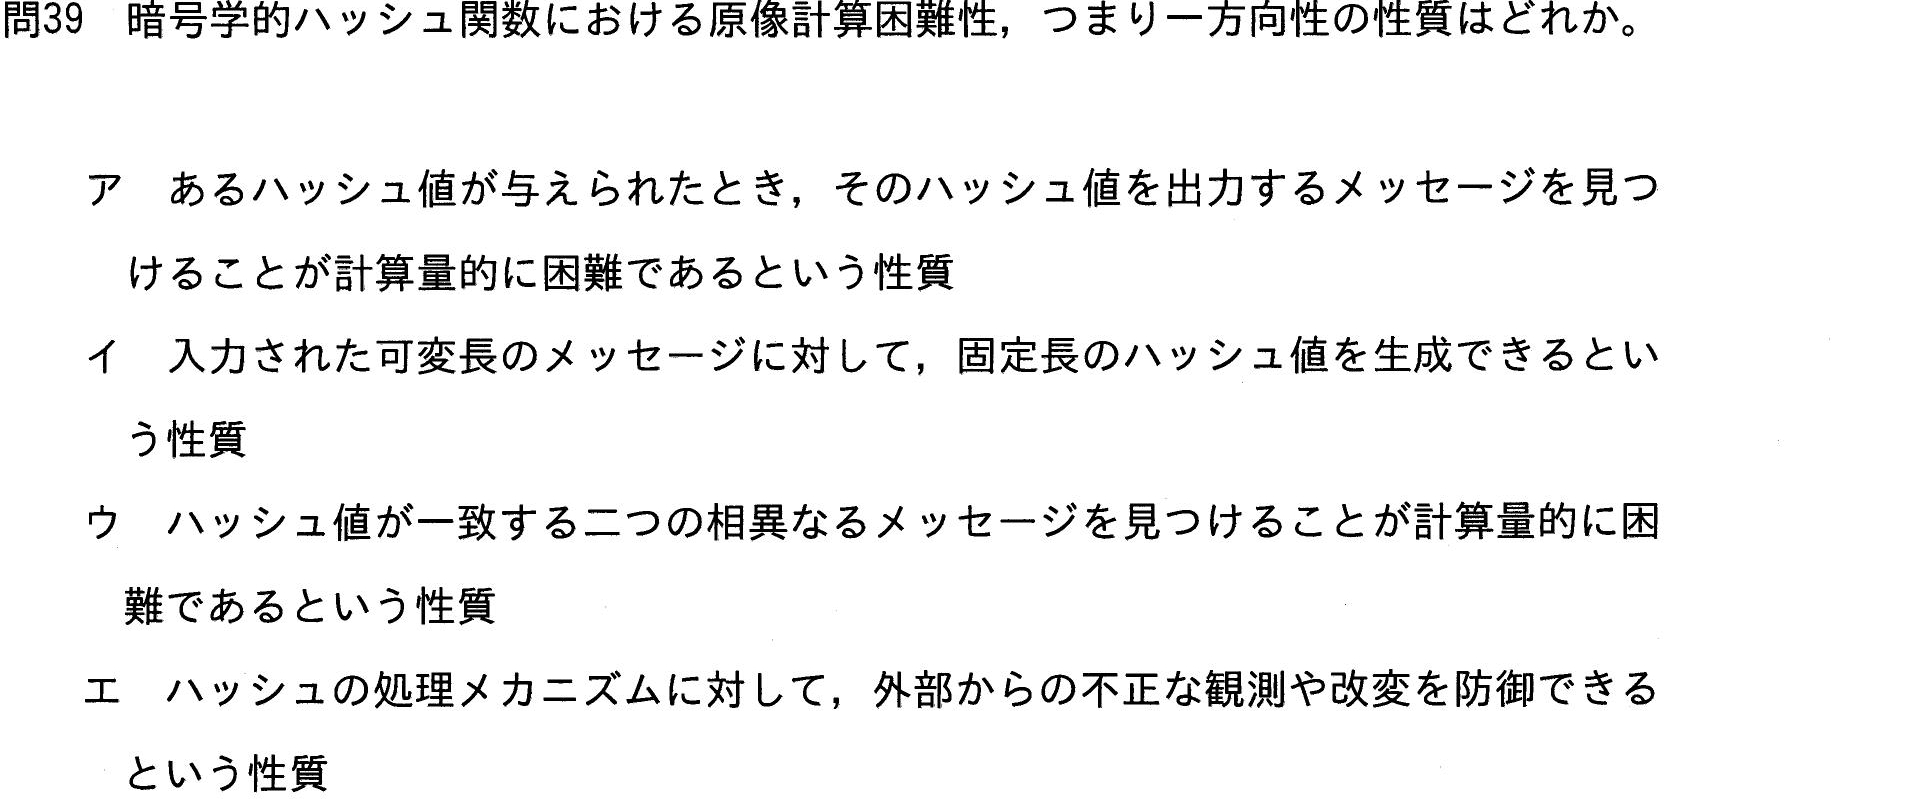 問39　暗号学的ハッシュ関数における原像計算困難性，つまり一方向性の性質はどれか。
ア　あるハッシュ値が与えられたとき，そのハッシュ値を出力するメッセージを見つ
けることが計算量的に困難であるという性質
イ　入力された可変長のメッセージに対して，固定長のハッシュ値を生成できるとい
う性質
ウ　ハッシュ値が一致する二つの相異なるメッセージを見つけることが計算量的に困
難であるという性質
エ　ハッシュの処理メカニズムに対して，外部からの不正な観測や改変を防御できる
という性質